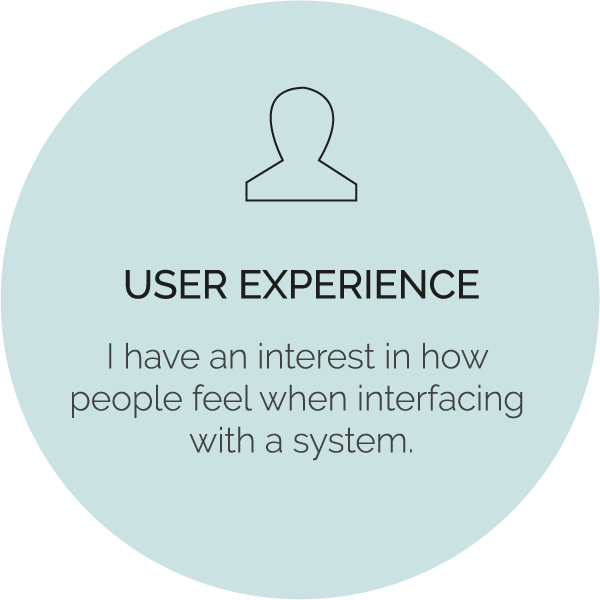 USER EXPERIENCE
I have an interest in how
people feel when interfacing
with a system.